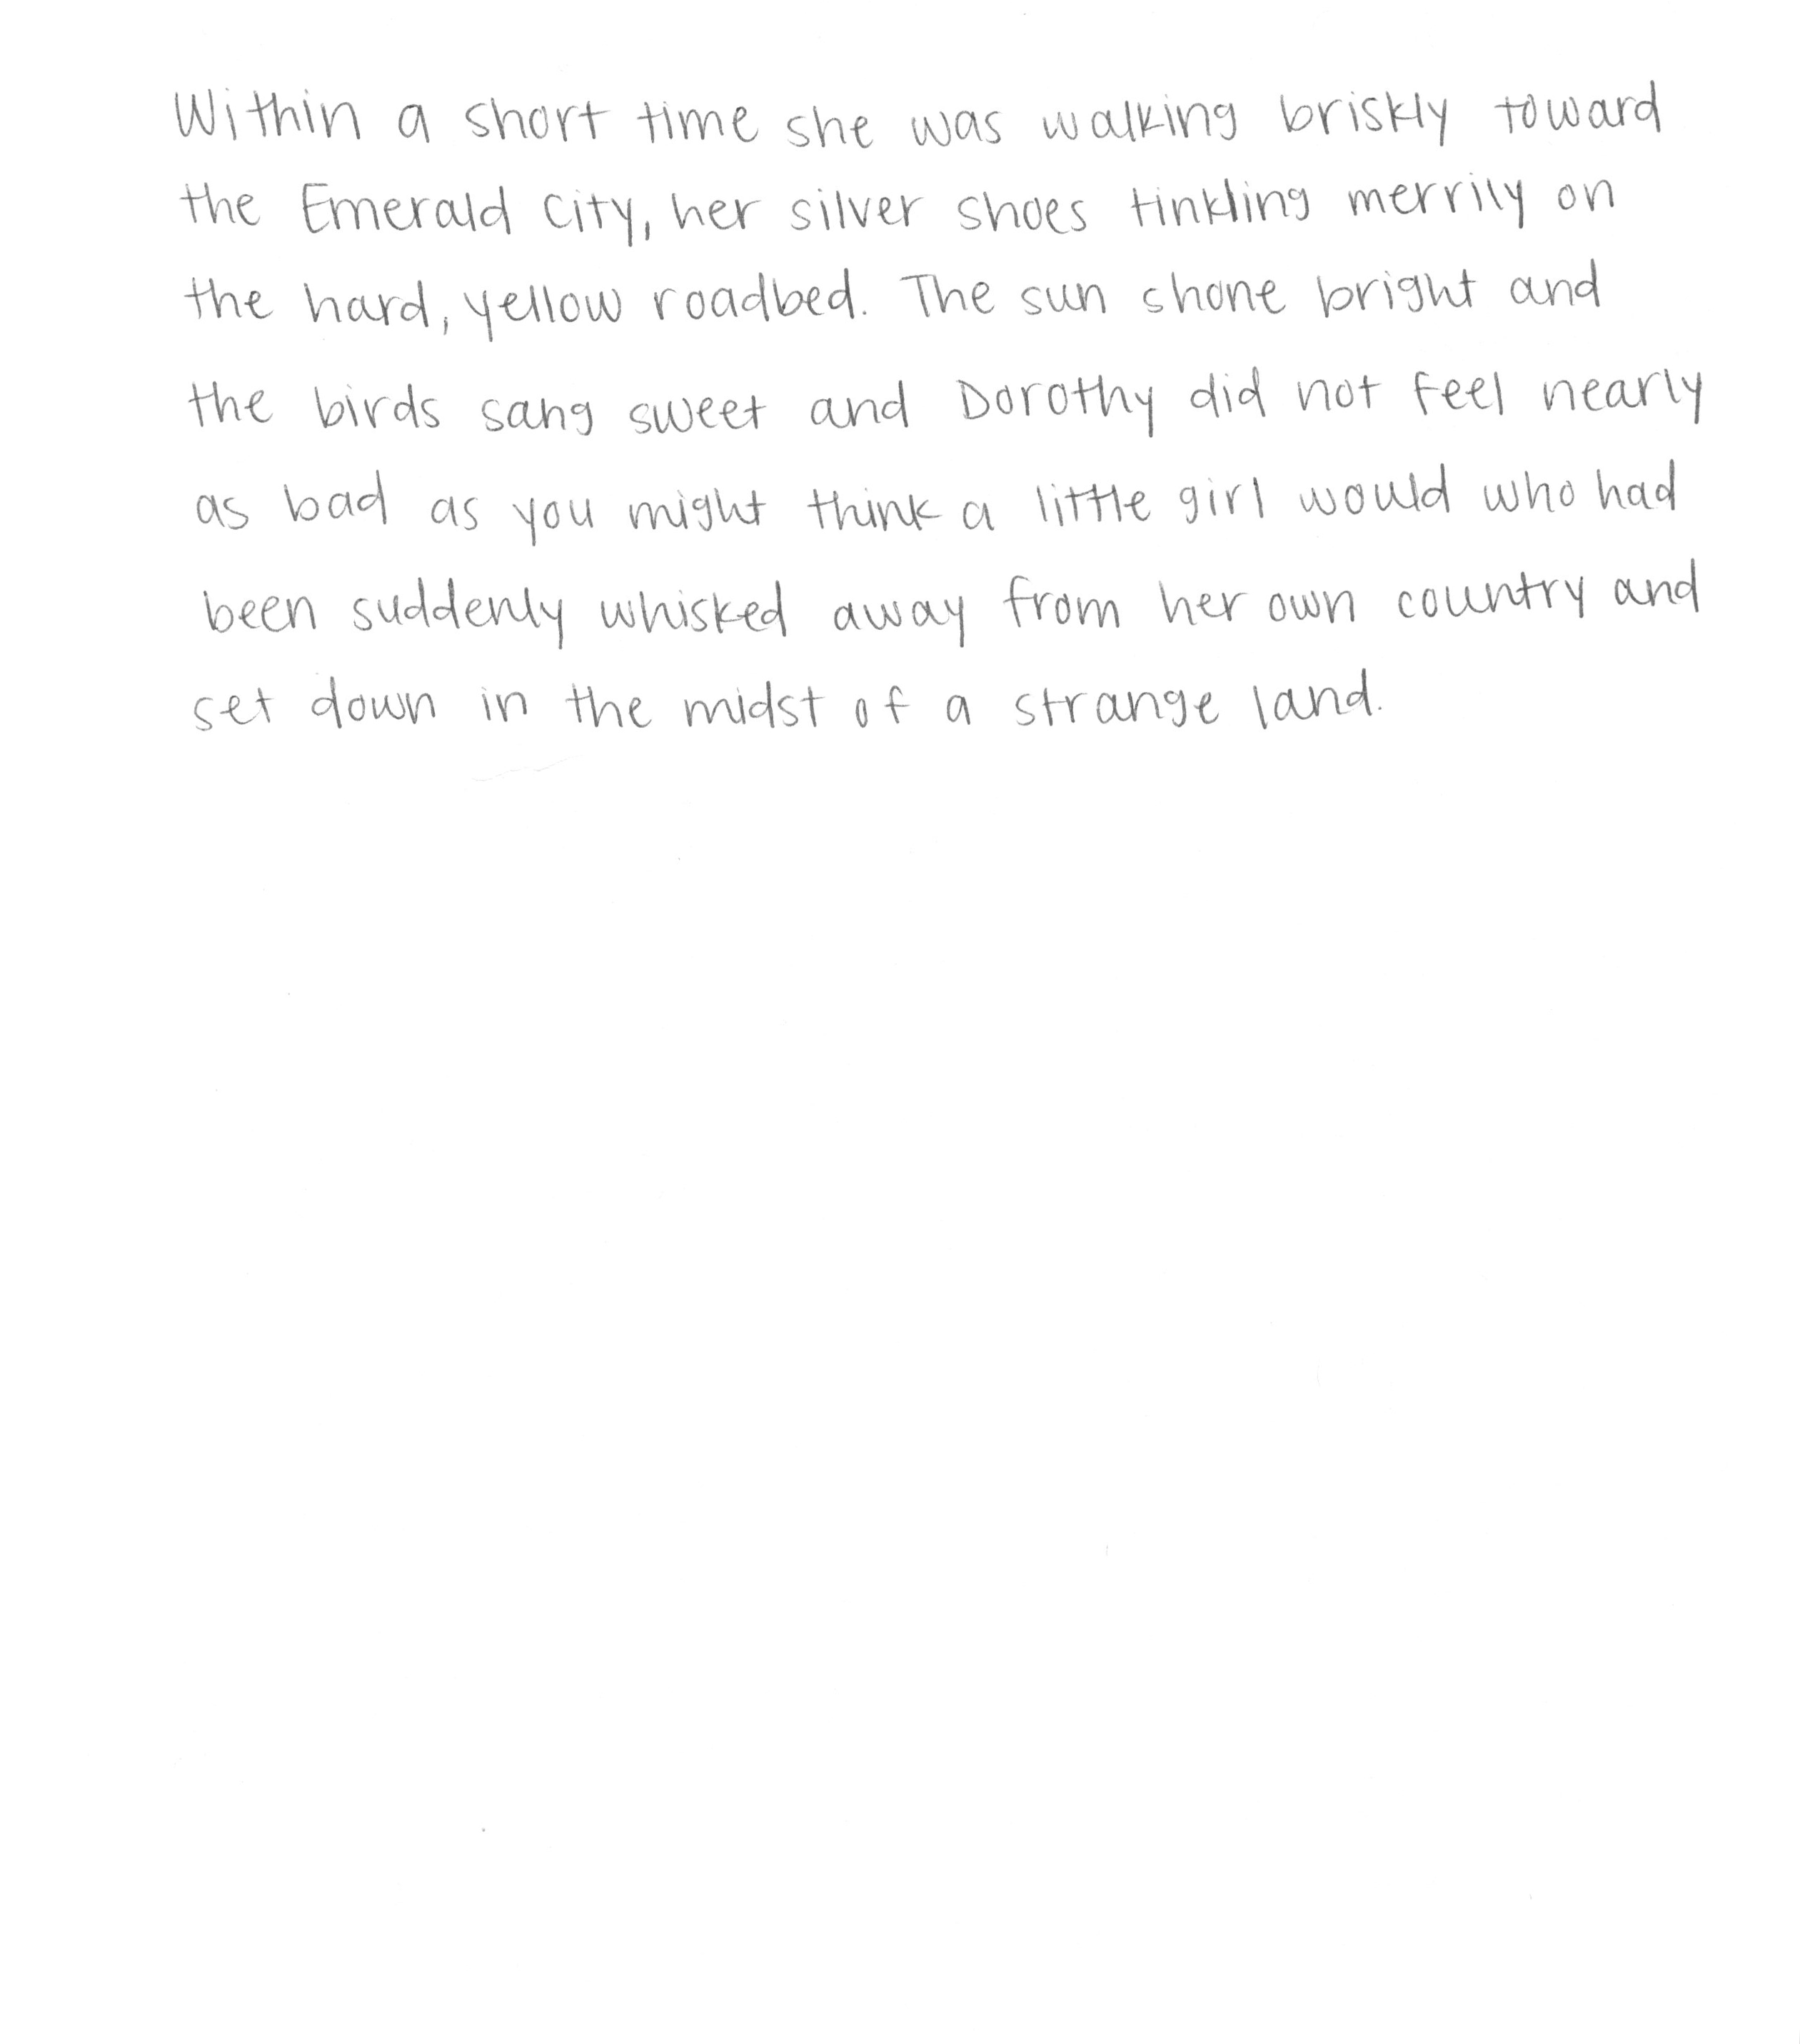 Within a short time she was walking briskly toward
the Emerald City, her silver shoes tinkling merrily on
the hard, yellow roadbed. The sun shone bright and
the birds sang sweet and Dorothy did not feel nearly
as bad as you might think a little girl would who had
been suddenly whisked away from her own country and
set down in the midst of a strange land.